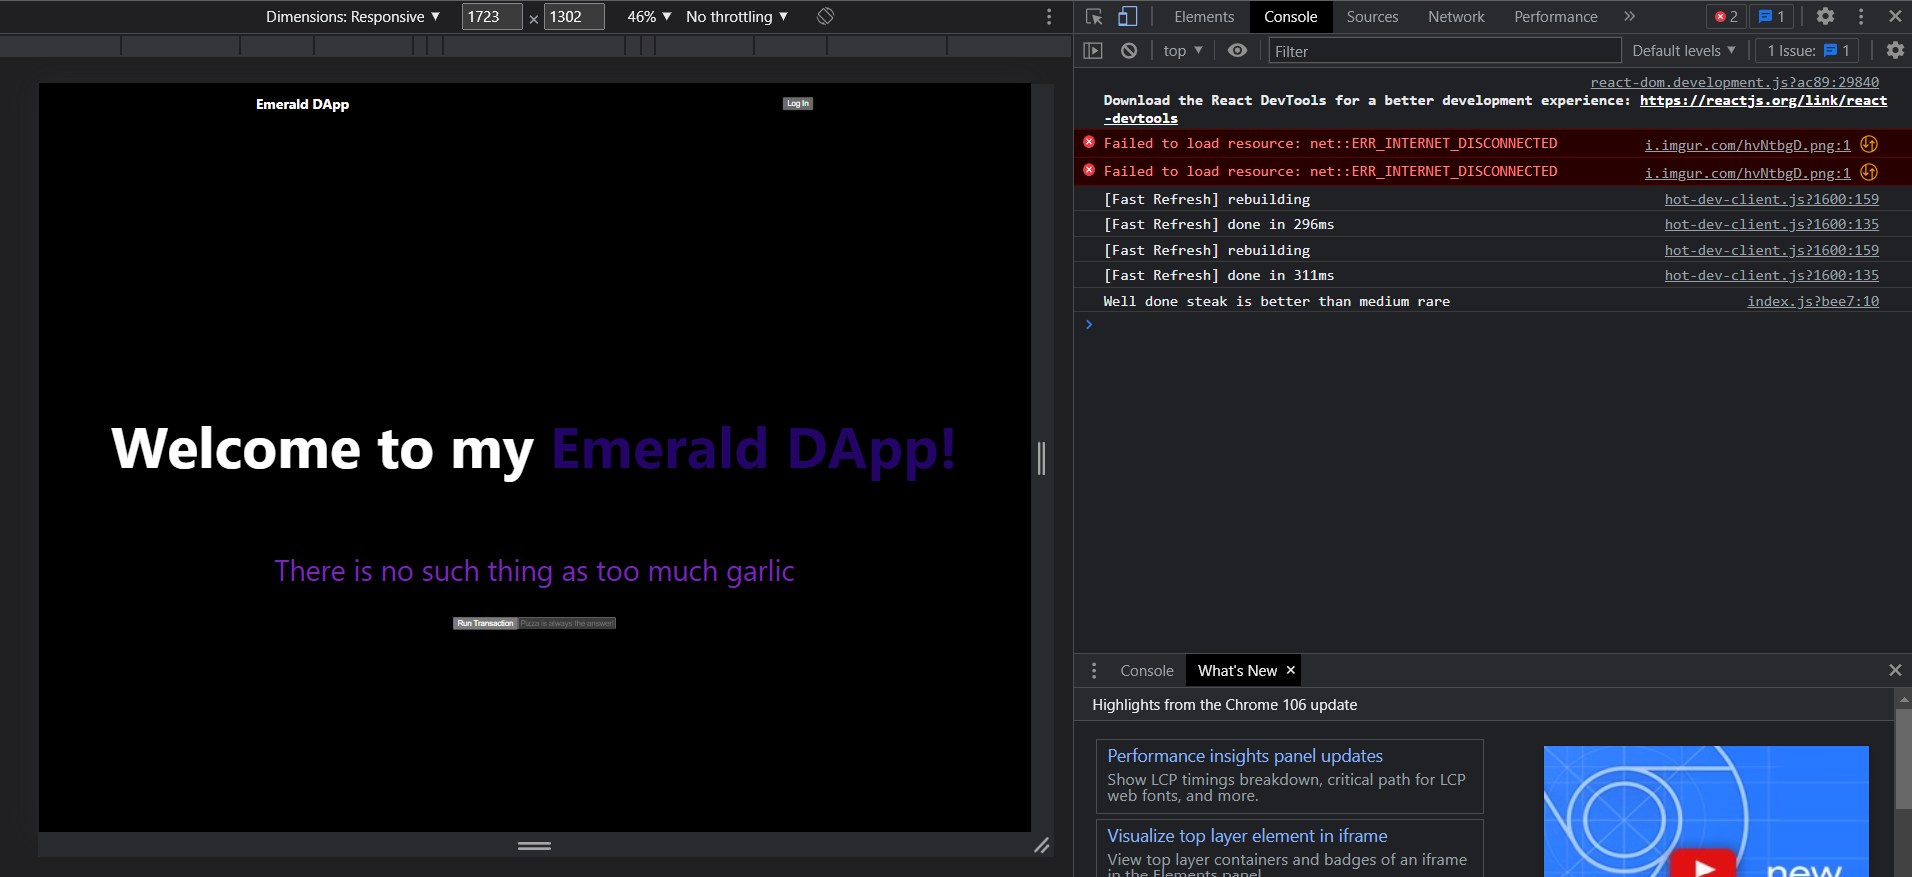 Dimensions: Responsive ▼ 1723 × 1302 46% ▼ No throttling ▼
Elements Console Sources Network Performance » 2 1
top ▼ Filter Default levels ▼ 1 Issue: 1
Emerald DApp
Log In
Welcome to my Emerald DApp!
There is no such thing as too much garlic
Run Transaction Pizza is always the answer!
react-dom.development.js?ac89:29840
Download the React DevTools for a better development experience: https://reactjs.org/link/react
-devtools
Failed to load resource: net::ERR_INTERNET_DISCONNECTED i.imgur.com/hvNtbgD.png:1
Failed to load resource: net::ERR_INTERNET_DISCONNECTED i.imgur.com/hvNtbgD.png:1
[Fast Refresh] rebuilding hot-dev-client.js?1600:159
[Fast Refresh] done in 296ms hot-dev-client.js?1600:135
[Fast Refresh] rebuilding hot-dev-client.js?1600:159
[Fast Refresh] done in 311ms hot-dev-client.js?1600:135
Well done steak is better than medium rare index.js?bee7:10
Console What's New ×
Highlights from the Chrome 106 update
Performance insights panel updates
Show LCP timings breakdown, critical path for LCP
web fonts, and more.
Visualize top layer element in iframe
View top layer containers and badges of an iframe
in the Elements panel
new